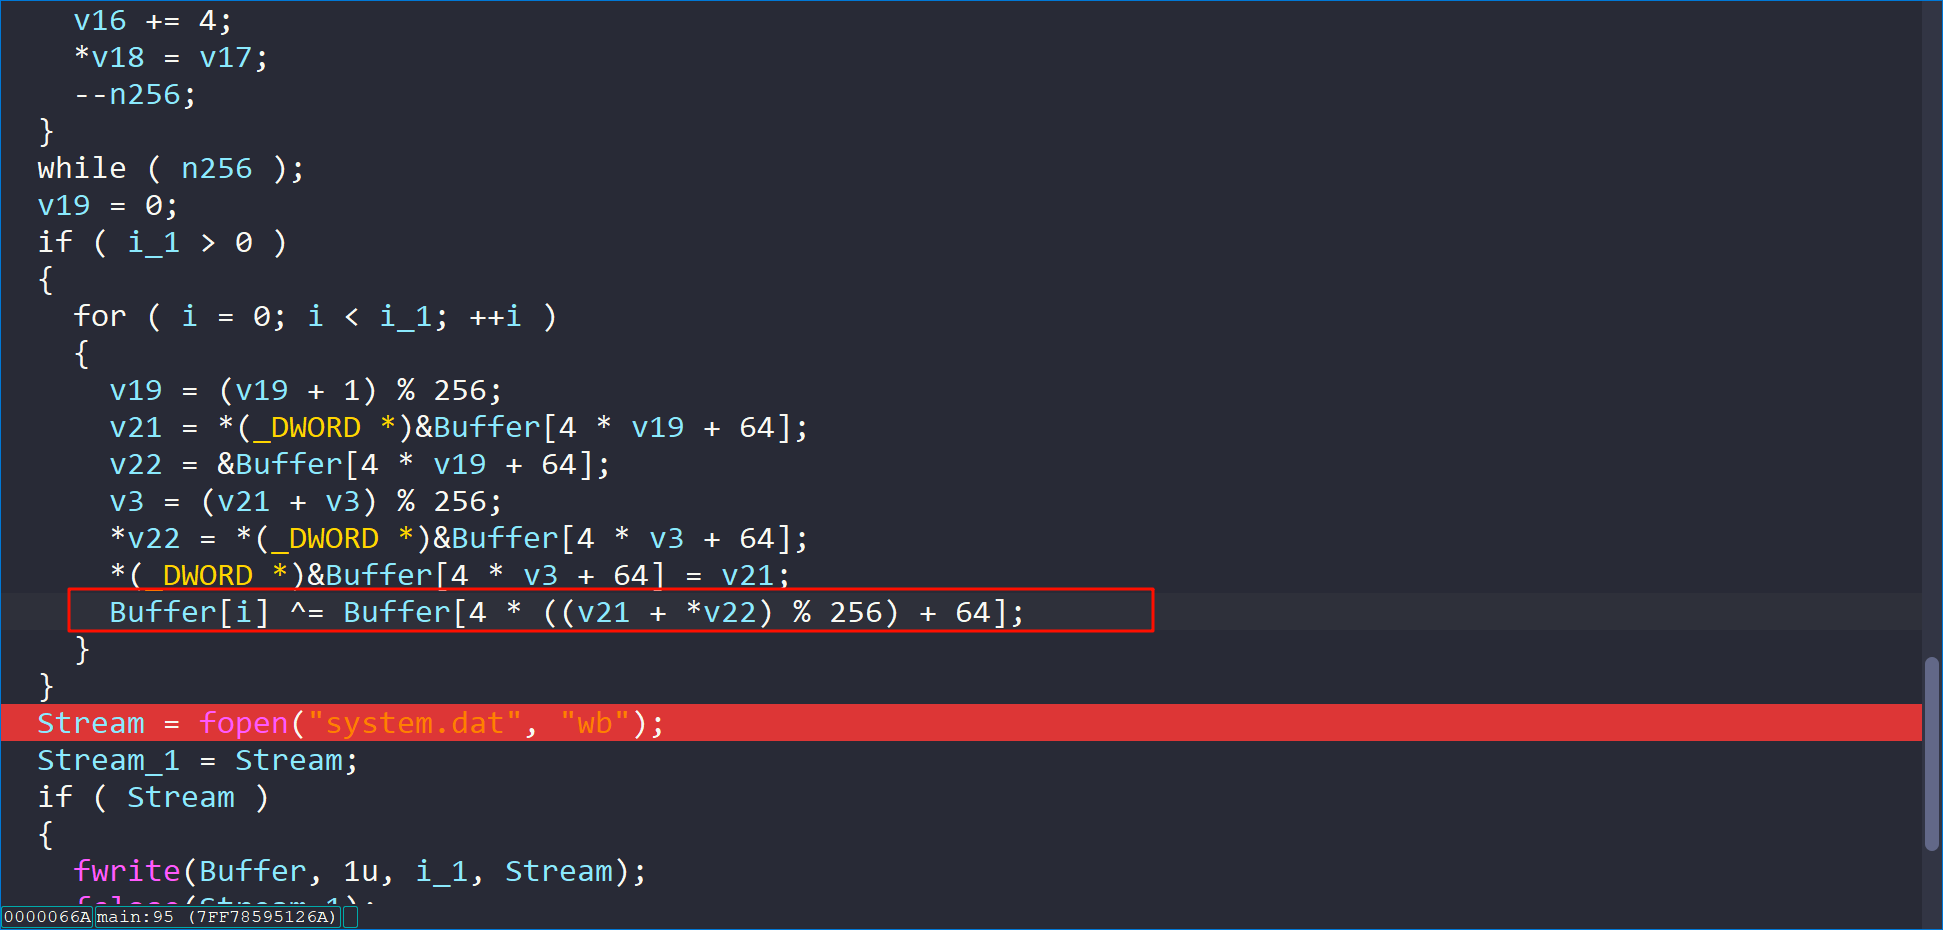 v16 += 4;
*v18 = v17;
--n256;
}
while ( n256 );
v19 = 0;
if ( i_1 > 0 )
{
for ( i = 0; i < i_1; ++i )
{
v19 = (v19 + 1) % 256;
v21 = *(_DWORD *)&Buffer[4 * v19 + 64];
v22 = &Buffer[4 * v19 + 64];
v3 = (v21 + v3) % 256;
*v22 = *(_DWORD *)&Buffer[4 * v3 + 64];
*(_DWORD *)&Buffer[4 * v3 + 64] = v21;
Buffer[i] ^= Buffer[4 * ((v21 + *v22) % 256) + 64];
}
}
Stream = fopen("system.dat", "wb");
Stream_1 = Stream;
if ( Stream )
{
fwrite(Buffer, 1u, i_1, Stream);
fclose(Stream_1);
0000066A main:95 (7FF78595126A)